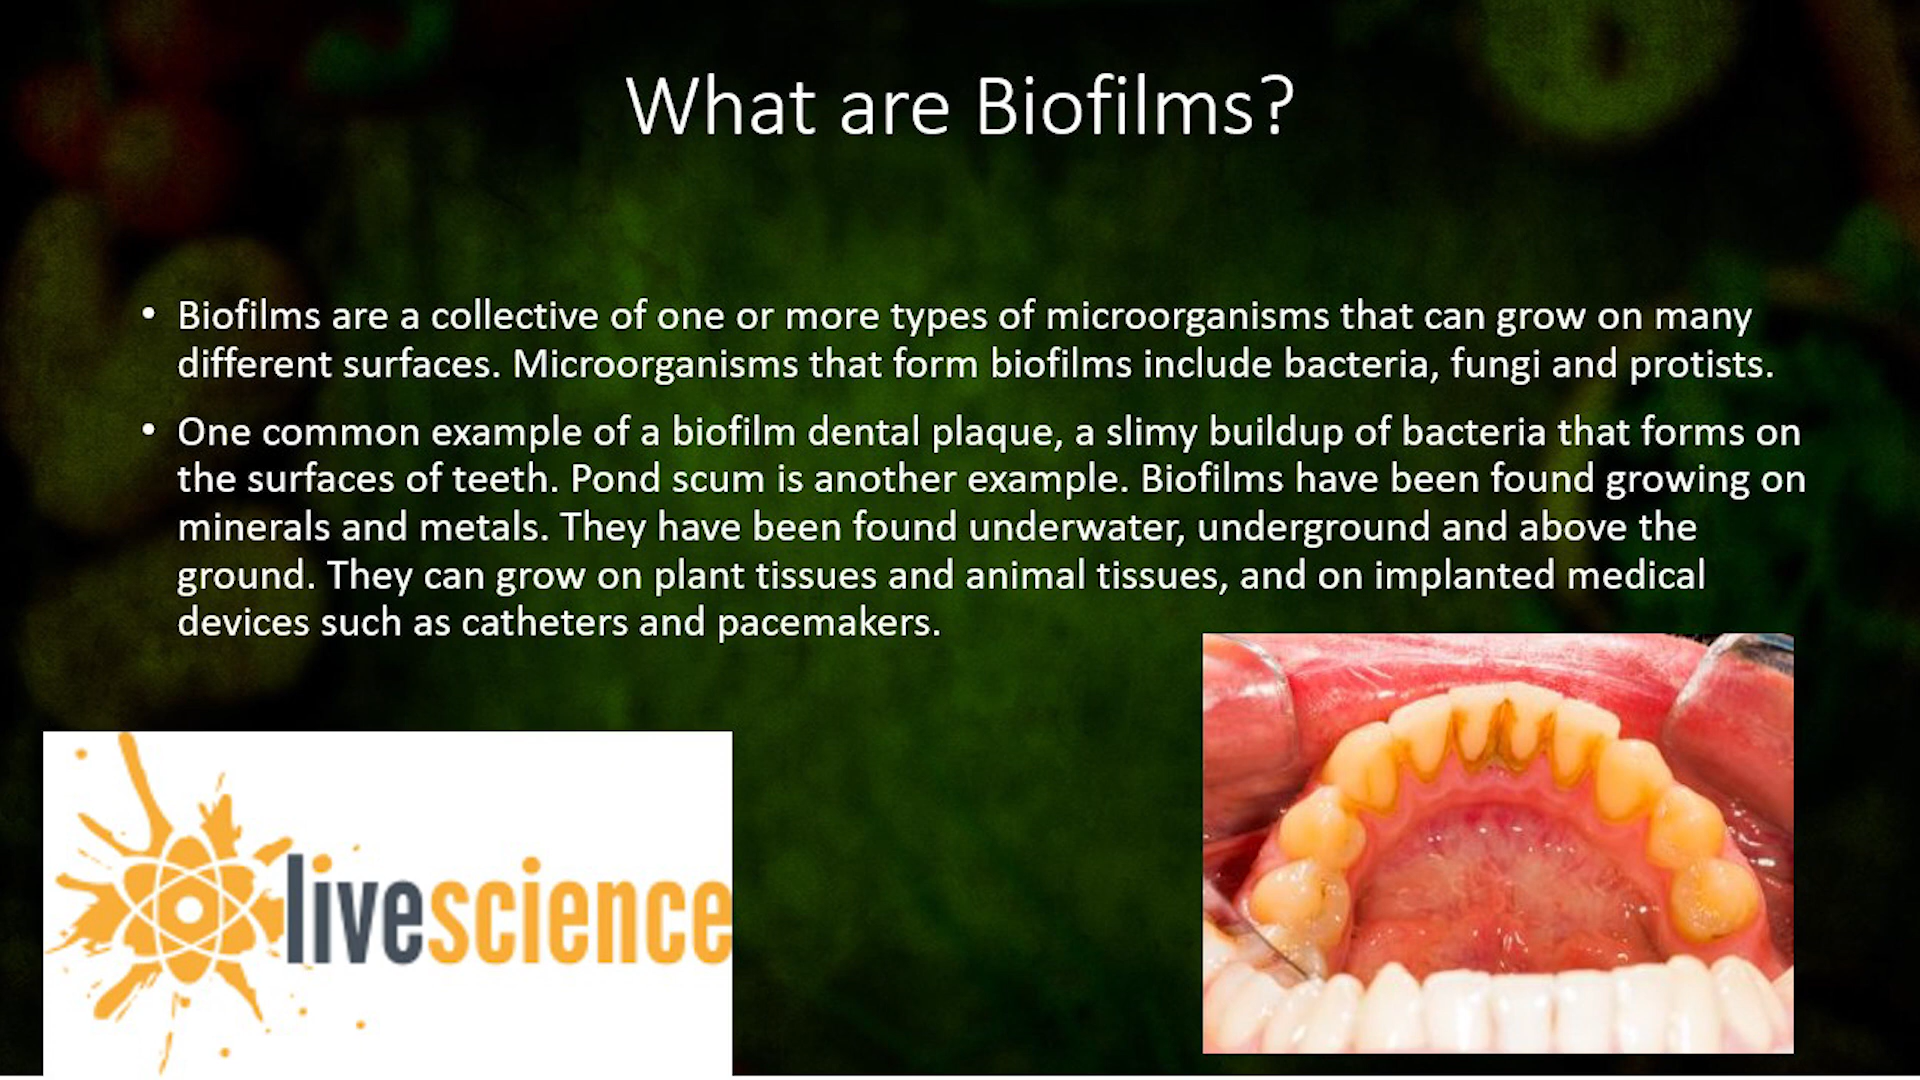 What are Biofilms?
• Biofilms are a collective of one or more types of microorganisms that can grow on many
different surfaces. Microorganisms that form biofilms include bacteria, fungi and protists.
• One common example of a biofilm dental plaque, a slimy buildup of bacteria that forms on
the surfaces of teeth. Pond scum is another example. Biofilms have been found growing on
minerals and metals. They have been found underwater, underground and above the
ground. They can grow on plant tissues and animal tissues, and on implanted medical
devices such as catheters and pacemakers.
livescience